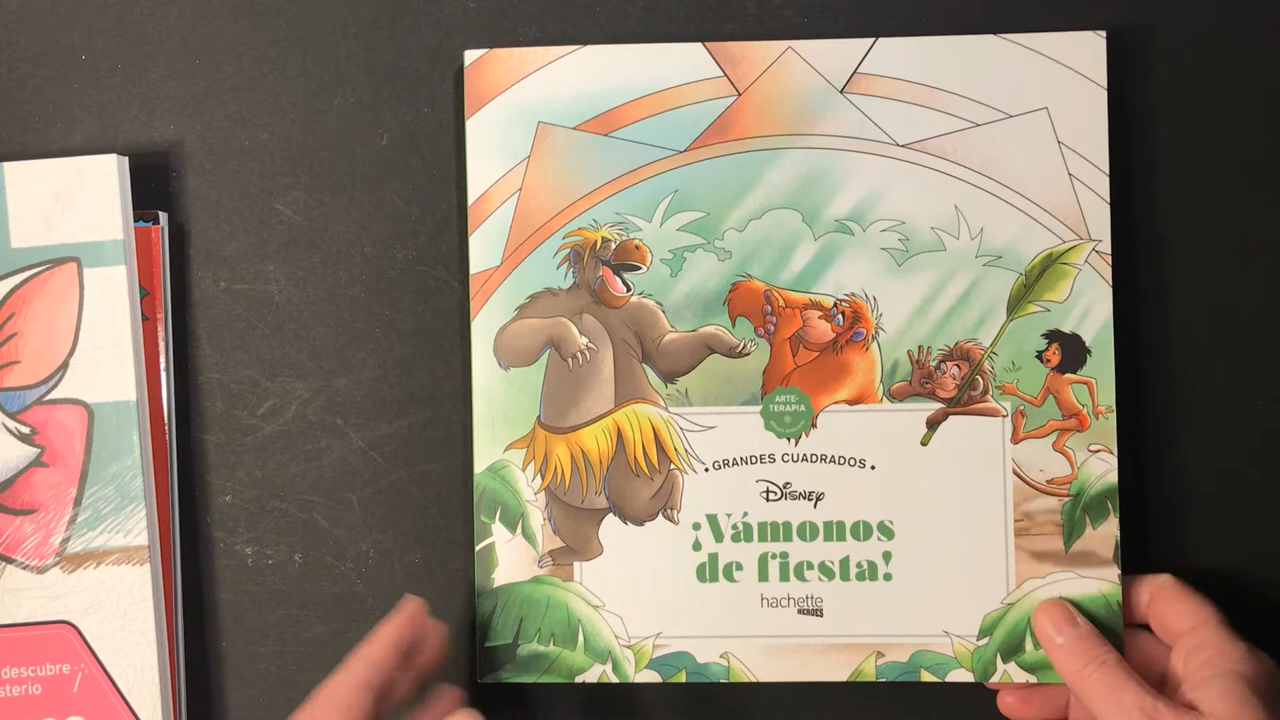 ARTE-
TERAPIA
GRANDES CUADRADOS
Disney
¡Vámonos
de fiesta!
hachette
HEROES
descubre
sterio